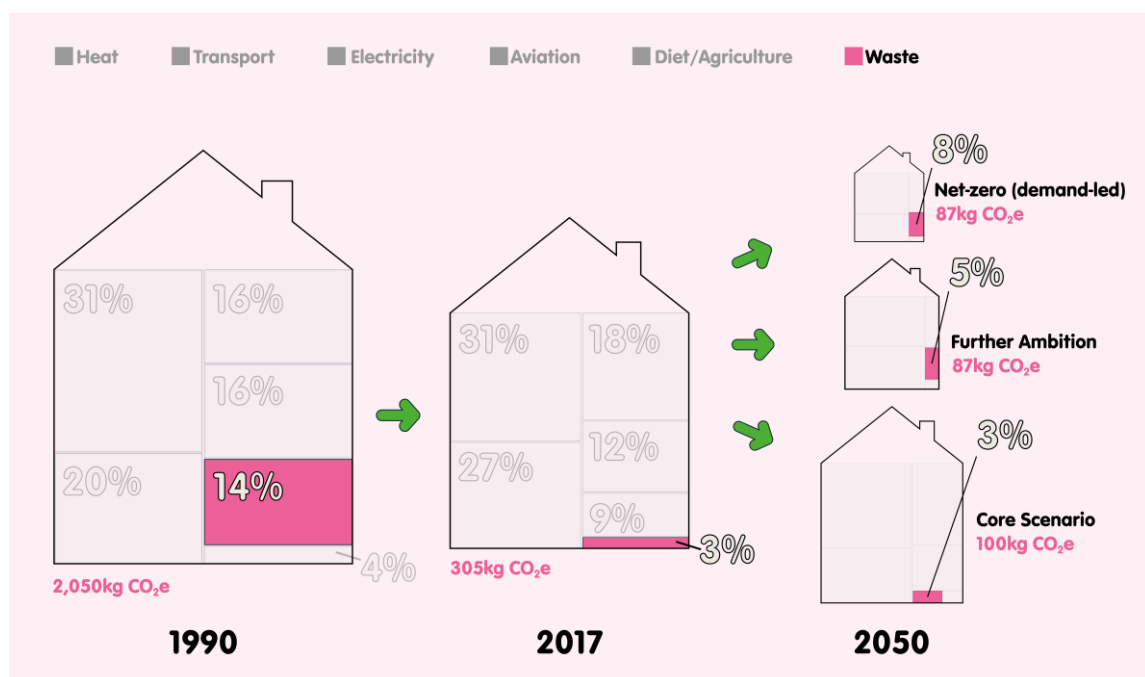 Heat Transport Electricity Aviation Diet/Agriculture Waste
31%
16%
16%
20%
14%
4%
2,050kg CO₂e
1990
31%
18%
12%
27%
9%
3%
305kg CO₂e
2017
8%
Net-zero (demand-led)
87kg CO₂e
5%
Further Ambition
87kg CO₂e
3%
Core Scenario
100kg CO₂e
2050